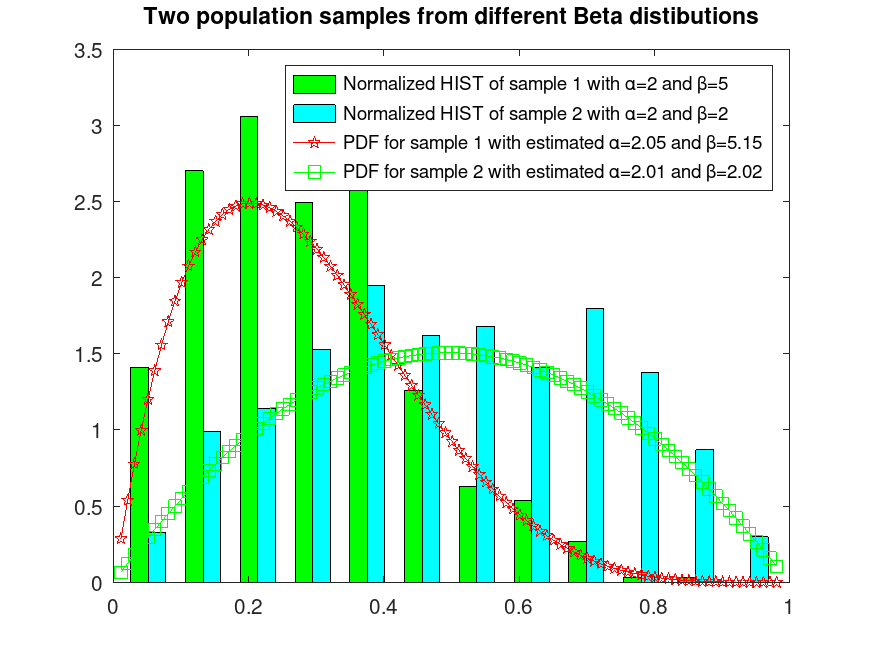 Two population samples from different Beta distibutions
3.5
3
2.5
2
1.5
1
0.5
0
Normalized HIST of sample 1 with α=2 and β=5
Normalized HIST of sample 2 with α=2 and β=2
PDF for sample 1 with estimated α=2.05 and β=5.15
PDF for sample 2 with estimated α=2.01 and β=2.02
0 0.2 0.4 0.6 0.8 1